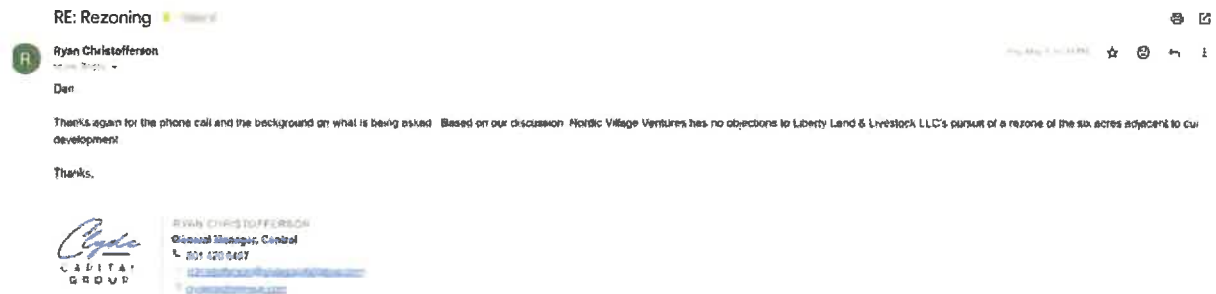 RE: Rezoning
R
Ryan Christofferson
Dan
Thanks again for the phone call and the background on what is being asked. Based on our discussion Nordic Village Ventures has no objections to Liberty Land & Livestock LLC's pursuit of a rezone of the six acres adjacent to our
development
Thanks,
Clyde
CAPITAL
GROUP
RYAN CHRISTOFFERSON
General Manager, Central